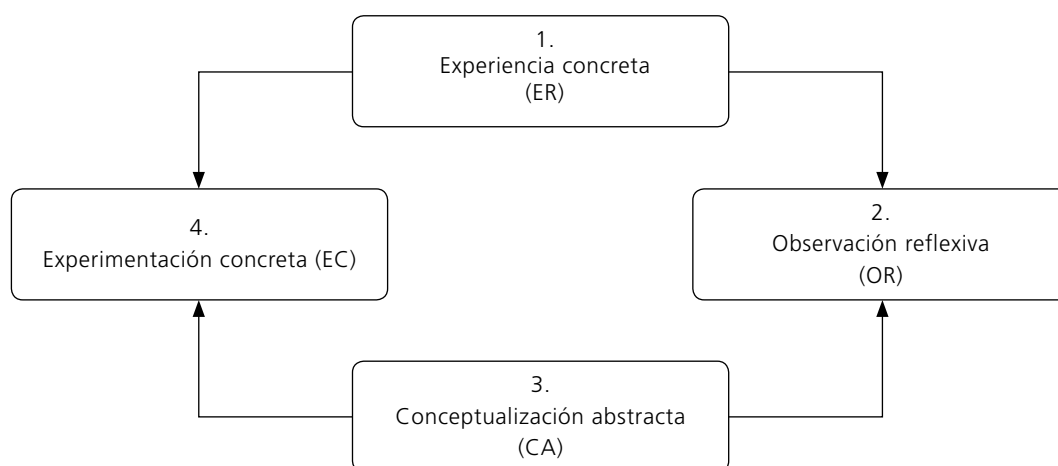 1.
Experiencia concreta
(ER)
4.
Experimentación concreta (EC)
2.
Observación reflexiva
(OR)
3.
Conceptualización abstracta
(CA)